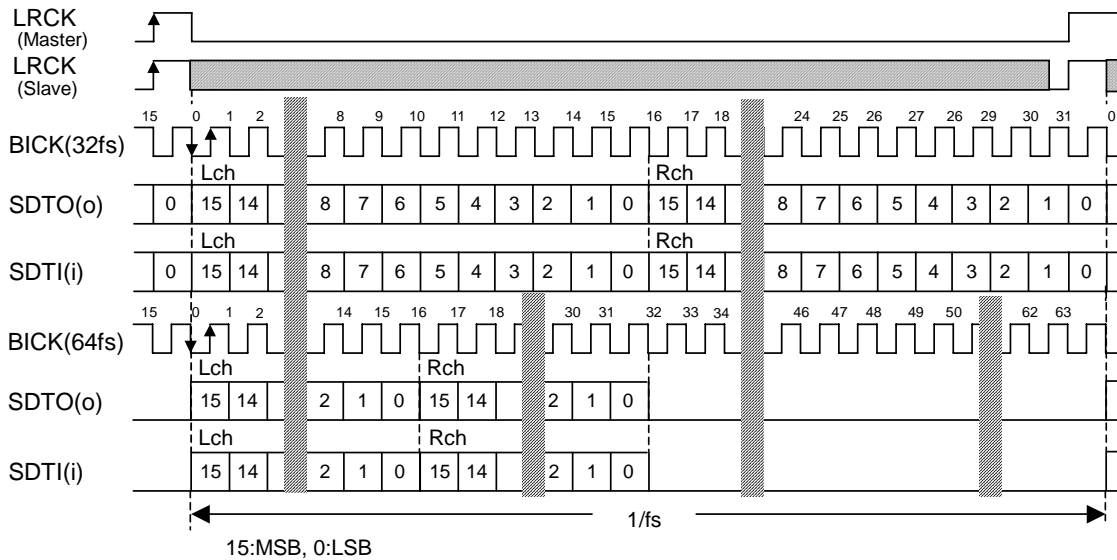 LRCK
(Master)
LRCK
(Slave)
15 0 1 2 8 9 10 11 12 13 14 15 16 17 18 24 25 26 27 28 29 30 31 0
BICK(32fs)
Lch Rch
SDTO(o) 0 15 14 8 7 6 5 4 3 2 1 0 15 14 8 7 6 5 4 3 2 1 0
Lch Rch
SDTI(i) 0 15 14 8 7 6 5 4 3 2 1 0 15 14 8 7 6 5 4 3 2 1 0
15 0 1 2 14 15 16 17 18 30 31 32 33 34 46 47 48 49 50 62 63
BICK(64fs)
Lch Rch
SDTO(o) 15 14 2 1 0 15 14 2 1 0
Lch Rch
SDTI(i) 15 14 2 1 0 15 14 2 1 0
1/fs
15:MSB, 0:LSB